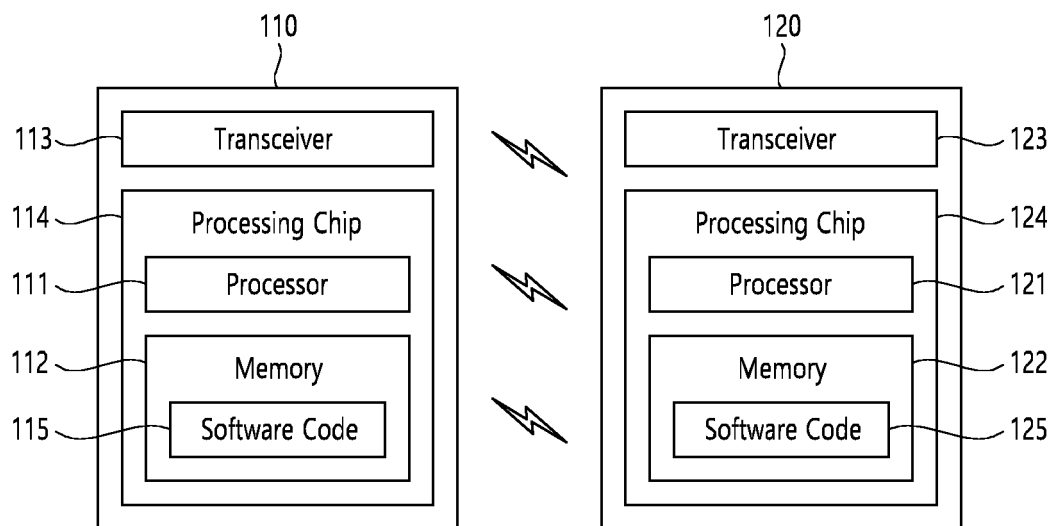 110
120
113
Transceiver
Transceiver
123
114
Processing Chip
Processing Chip
124
111
Processor
Processor
121
112
Memory
Memory
122
115
Software Code
Software Code
125